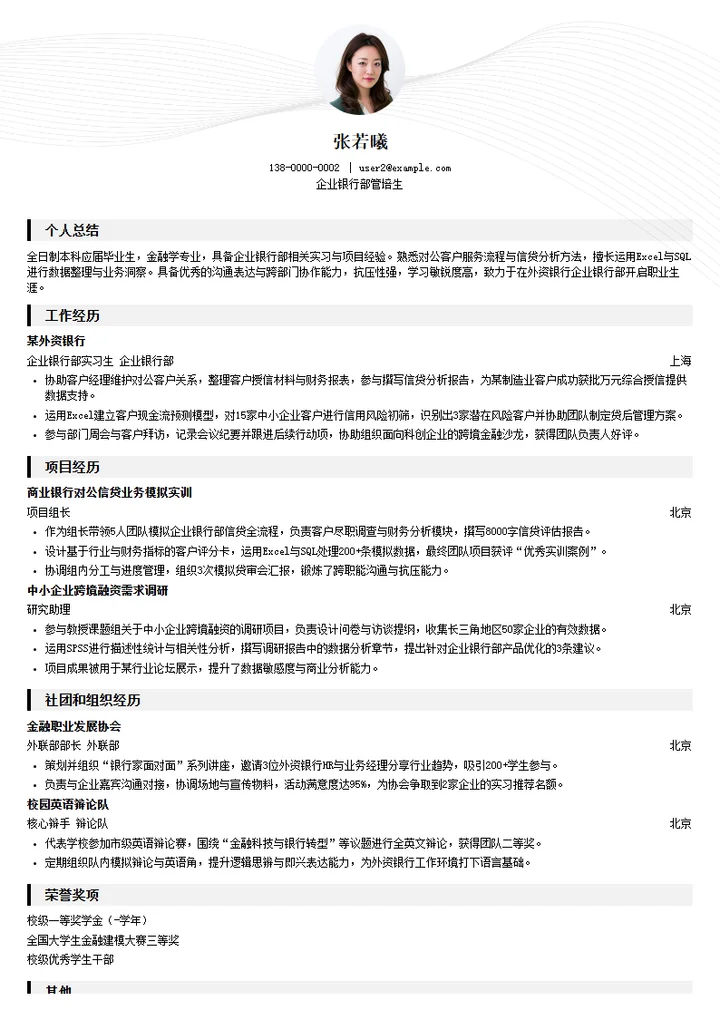 张若曦
138-0000-0002 | user2@example.com
企业银行部管培生
个人总结
全日制本科应届毕业生，金融学专业，具备企业银行部相关实习与项目经验。熟悉对公客户服务流程与信贷分析方法，擅长运用Excel与SQL
进行数据整理与业务洞察。具备优秀的沟通表达与跨部门协作能力，抗压性强，学习敏锐度高，致力于在外资银行企业银行部开启职业生
涯。
工作经历
某外资银行
企业银行部实习生 企业银行部 上海
• 协助客户经理维护对公客户关系，整理客户授信材料与财务报表，参与撰写信贷分析报告，为某制造业客户成功获批万元综合授信提供
数据支持。
• 运用Excel建立客户现金流预测模型，对15家中小企业客户进行信用风险初筛，识别出3家潜在风险客户并协助团队制定贷后管理方案。
• 参与部门周会与客户拜访，记录会议纪要并跟进后续行动项，协助组织面向科创企业的跨境金融沙龙，获得团队负责人好评。
项目经历
商业银行对公信贷业务模拟实训
项目组长 北京
• 作为组长带领5人团队模拟企业银行部信贷全流程，负责客户尽职调查与财务分析模块，撰写8000字信贷评估报告。
• 设计基于行业与财务指标的客户评分卡，运用Excel与SQL处理200+条模拟数据，最终团队项目获评“优秀实训案例”。
• 协调组内分工与进度管理，组织3次模拟贷审会汇报，锻炼了跨职能沟通与抗压能力。
中小企业跨境融资需求调研
研究助理 北京
• 参与教授课题组关于中小企业跨境融资的调研项目，负责设计问卷与访谈提纲，收集长三角地区50家企业的有效数据。
• 运用SPSS进行描述性统计与相关性分析，撰写调研报告中的数据分析章节，提出针对企业银行部产品优化的3条建议。
• 项目成果被用于某行业论坛展示，提升了数据敏感度与商业分析能力。
社团和组织经历
金融职业发展协会
外联部部长 外联部 北京
• 策划并组织“银行家面对面”系列讲座，邀请3位外资银行HR与业务经理分享行业趋势，吸引200+学生参与。
• 负责与企业嘉宾沟通对接，协调场地与宣传物料，活动满意度达95%，为协会争取到2家企业的实习推荐名额。
校园英语辩论队
核心辩手 辩论队 北京
• 代表学校参加市级英语辩论赛，围绕“金融科技与银行转型”等议题进行全英文辩论，获得团队二等奖。
• 定期组织队内模拟辩论与英语角，提升逻辑思辨与即兴表达能力，为外资银行工作环境打下语言基础。
荣誉奖项
校级一等奖学金（-学年）
全国大学生金融建模大赛三等奖
校级优秀学生干部
其他